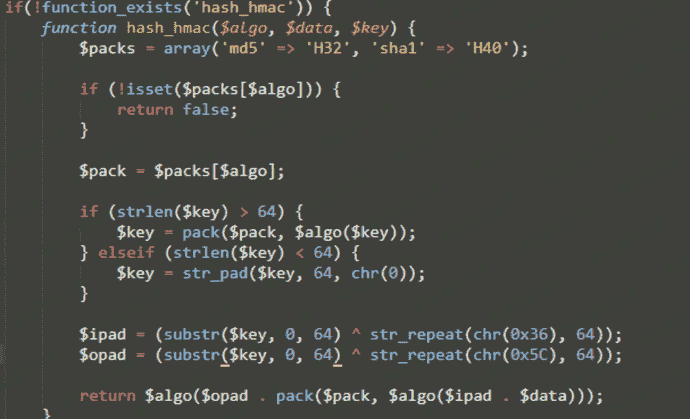 if(!function_exists('hash_hmac')) {
function hash_hmac($algo, $data, $key) {
$packs = array('md5' => 'H32', 'sha1' => 'H40');
if (!isset($packs[$algo])) {
return false;
}
$pack = $packs[$algo];
if (strlen($key) > 64) {
$key = pack($pack, $algo($key));
} elseif (strlen($key) < 64) {
$key = str_pad($key, 64, chr(0));
}
$ipad = (substr($key, 0, 64) ^ str_repeat(chr(0x36), 64));
$opad = (substr($key, 0, 64) ^ str_repeat(chr(0x5C), 64));
return $algo($opad . pack($pack, $algo($ipad . $data)));
}